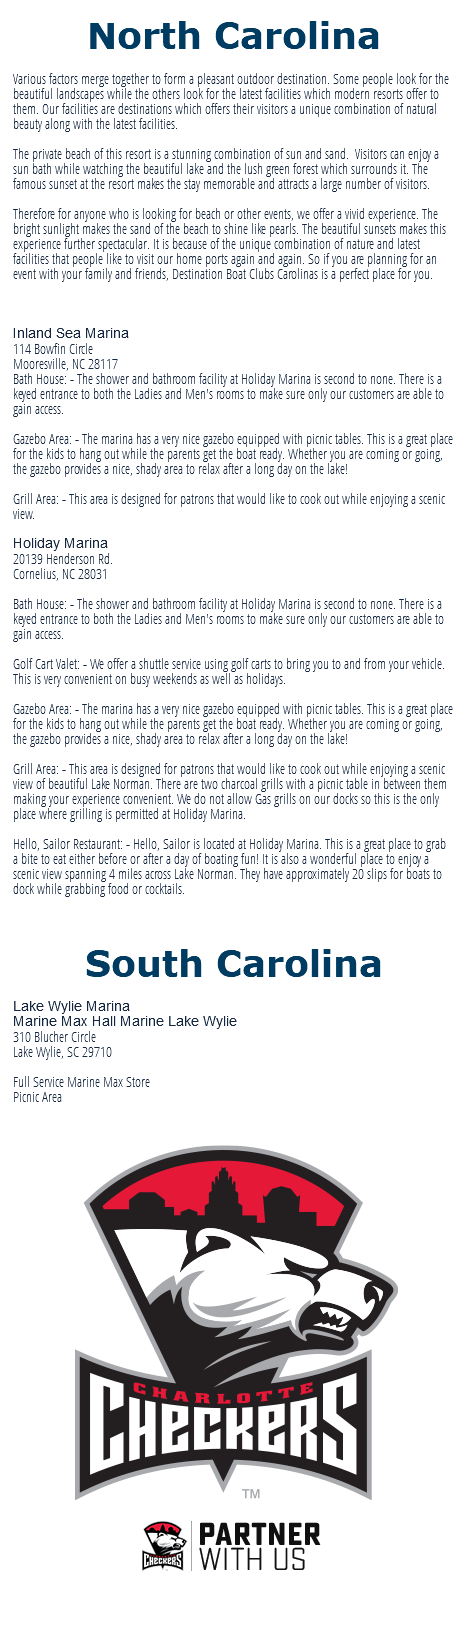 North Carolina
Various factors merge together to form a pleasant outdoor destination. Some people look for the
beautiful landscapes while the others look for the latest facilities which modern resorts offer to
them. Our facilities are destinations which offers their visitors a unique combination of natural
beauty along with the latest facilities.
The private beach of this resort is a stunning combination of sun and sand. Visitors can enjoy a
sun bath while watching the beautiful lake and the lush green forest which surrounds it. The
famous sunset at the resort makes the stay memorable and attracts a large number of visitors.
Therefore for anyone who is looking for beach or other events, we offer a vivid experience. The
bright sunlight makes the sand of the beach to shine like pearls. The beautiful sunsets makes this
experience further spectacular. It is because of the unique combination of nature and latest
facilities that people like to visit our home ports again and again. So if you are planning for an
event with your family and friends, Destination Boat Clubs Carolinas is a perfect place for you.
Inland Sea Marina
114 Bowfin Circle
Mooresville, NC 28117
Bath House: - The shower and bathroom facility at Holiday Marina is second to none. There is a
keyed entrance to both the Ladies and Men's rooms to make sure only our customers are able to
gain access.
Gazebo Area: - The marina has a very nice gazebo equipped with picnic tables. This is a great place
for the kids to hang out while the parents get the boat ready. Whether you are coming or going,
the gazebo provides a nice, shady area to relax after a long day on the lake!
Grill Area: - This area is designed for patrons that would like to cook out while enjoying a scenic
view.
Holiday Marina
20139 Henderson Rd.
Cornelius, NC 28031
Bath House: - The shower and bathroom facility at Holiday Marina is second to none. There is a
keyed entrance to both the Ladies and Men's rooms to make sure only our customers are able to
gain access.
Golf Cart Valet: - We offer a shuttle service using golf carts to bring you to and from your vehicle.
This is very convenient on busy weekends as well as holidays.
Gazebo Area: - The marina has a very nice gazebo equipped with picnic tables. This is a great place
for the kids to hang out while the parents get the boat ready. Whether you are coming or going,
the gazebo provides a nice, shady area to relax after a long day on the lake!
Grill Area: - This area is designed for patrons that would like to cook out while enjoying a scenic
view of beautiful Lake Norman. There are two charcoal grills with a picnic table in between them
making your experience convenient. We do not allow Gas grills on our docks so this is the only
place where grilling is permitted at Holiday Marina.
Hello, Sailor Restaurant: - Hello, Sailor is located at Holiday Marina. This is a great place to grab
a bite to eat either before or after a day of boating fun! It is also a wonderful place to enjoy a
scenic view spanning 4 miles across Lake Norman. They have approximately 20 slips for boats to
dock while grabbing food or cocktails.
South Carolina
Lake Wylie Marina
Marine Max Hall Marine Lake Wylie
310 Blucher Circle
Lake Wylie, SC 29710
Full Service Marine Max Store
Picnic Area
CHARLOTTE
CHECKERS
TM
CHECKERS
PARTNER
WITH US